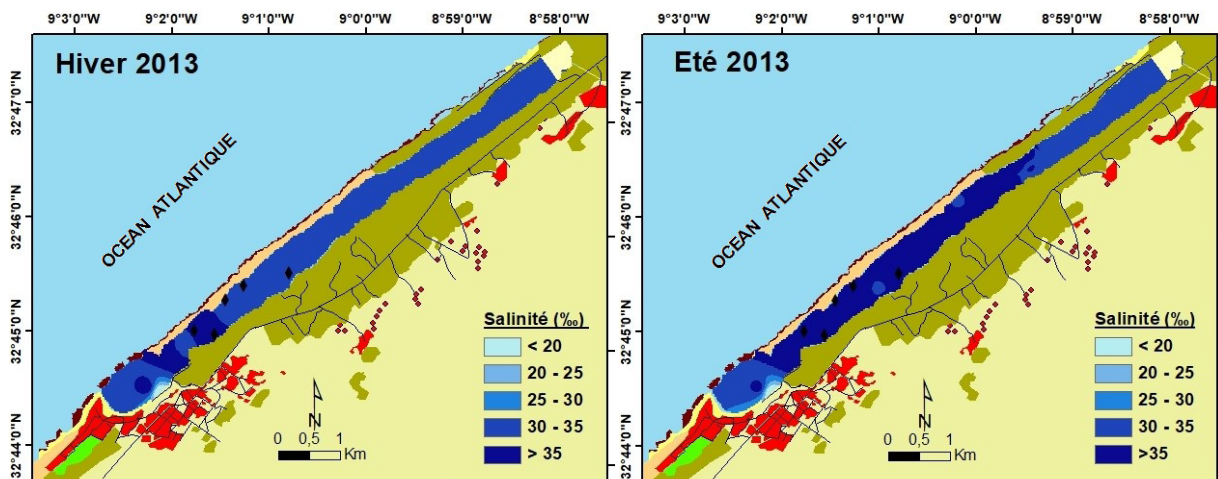 9°3'0"W 9°2'0"W 9°1'0"W 9°0'0"W 8°59'0"W 8°58'0"W
Hiver 2013
32°47'0"N
32°46'0"N
32°45'0"N
32°44'0"N
OCEAN ATLANTIQUE
Salinité (‰)
< 20
20 - 25
25 - 30
30 - 35
> 35
N
0 0,5 1
Km
9°3'0"W 9°2'0"W 9°1'0"W 9°0'0"W 8°59'0"W 8°58'0"W
Eté 2013
32°47'0"N
32°46'0"N
32°45'0"N
32°44'0"N
OCEAN ATLANTIQUE
Salinité (‰)
< 20
20 - 25
25 - 30
30 - 35
>35
N
0 0,5 1
Km